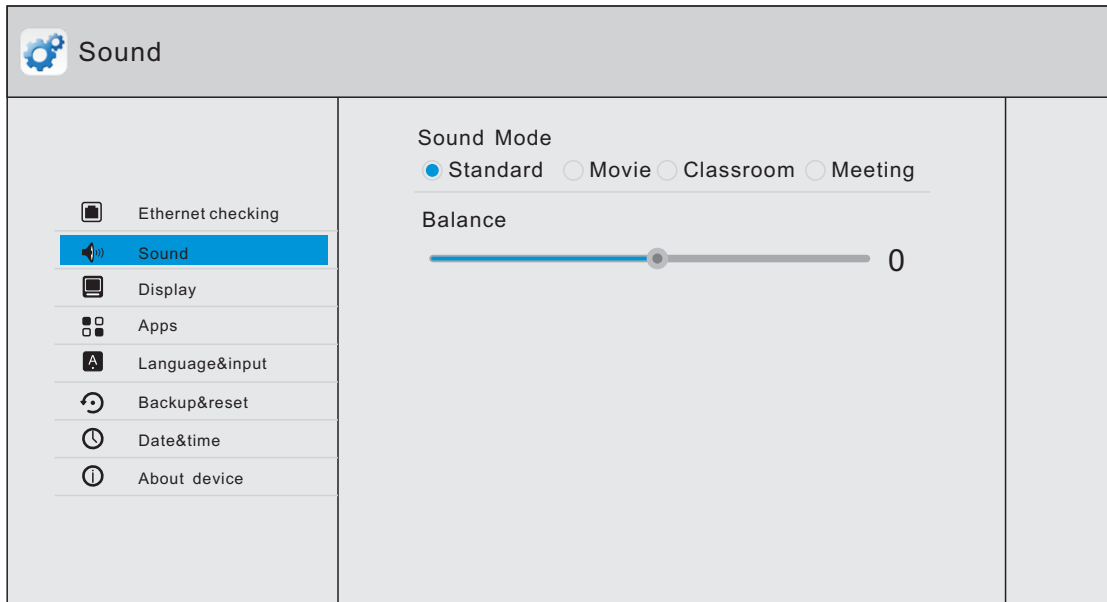 Sound
Ethernet checking
Sound
Display
Apps
Language&input
Backup&reset
Date&time
About device
Sound Mode
Standard Movie Classroom Meeting
Balance
0